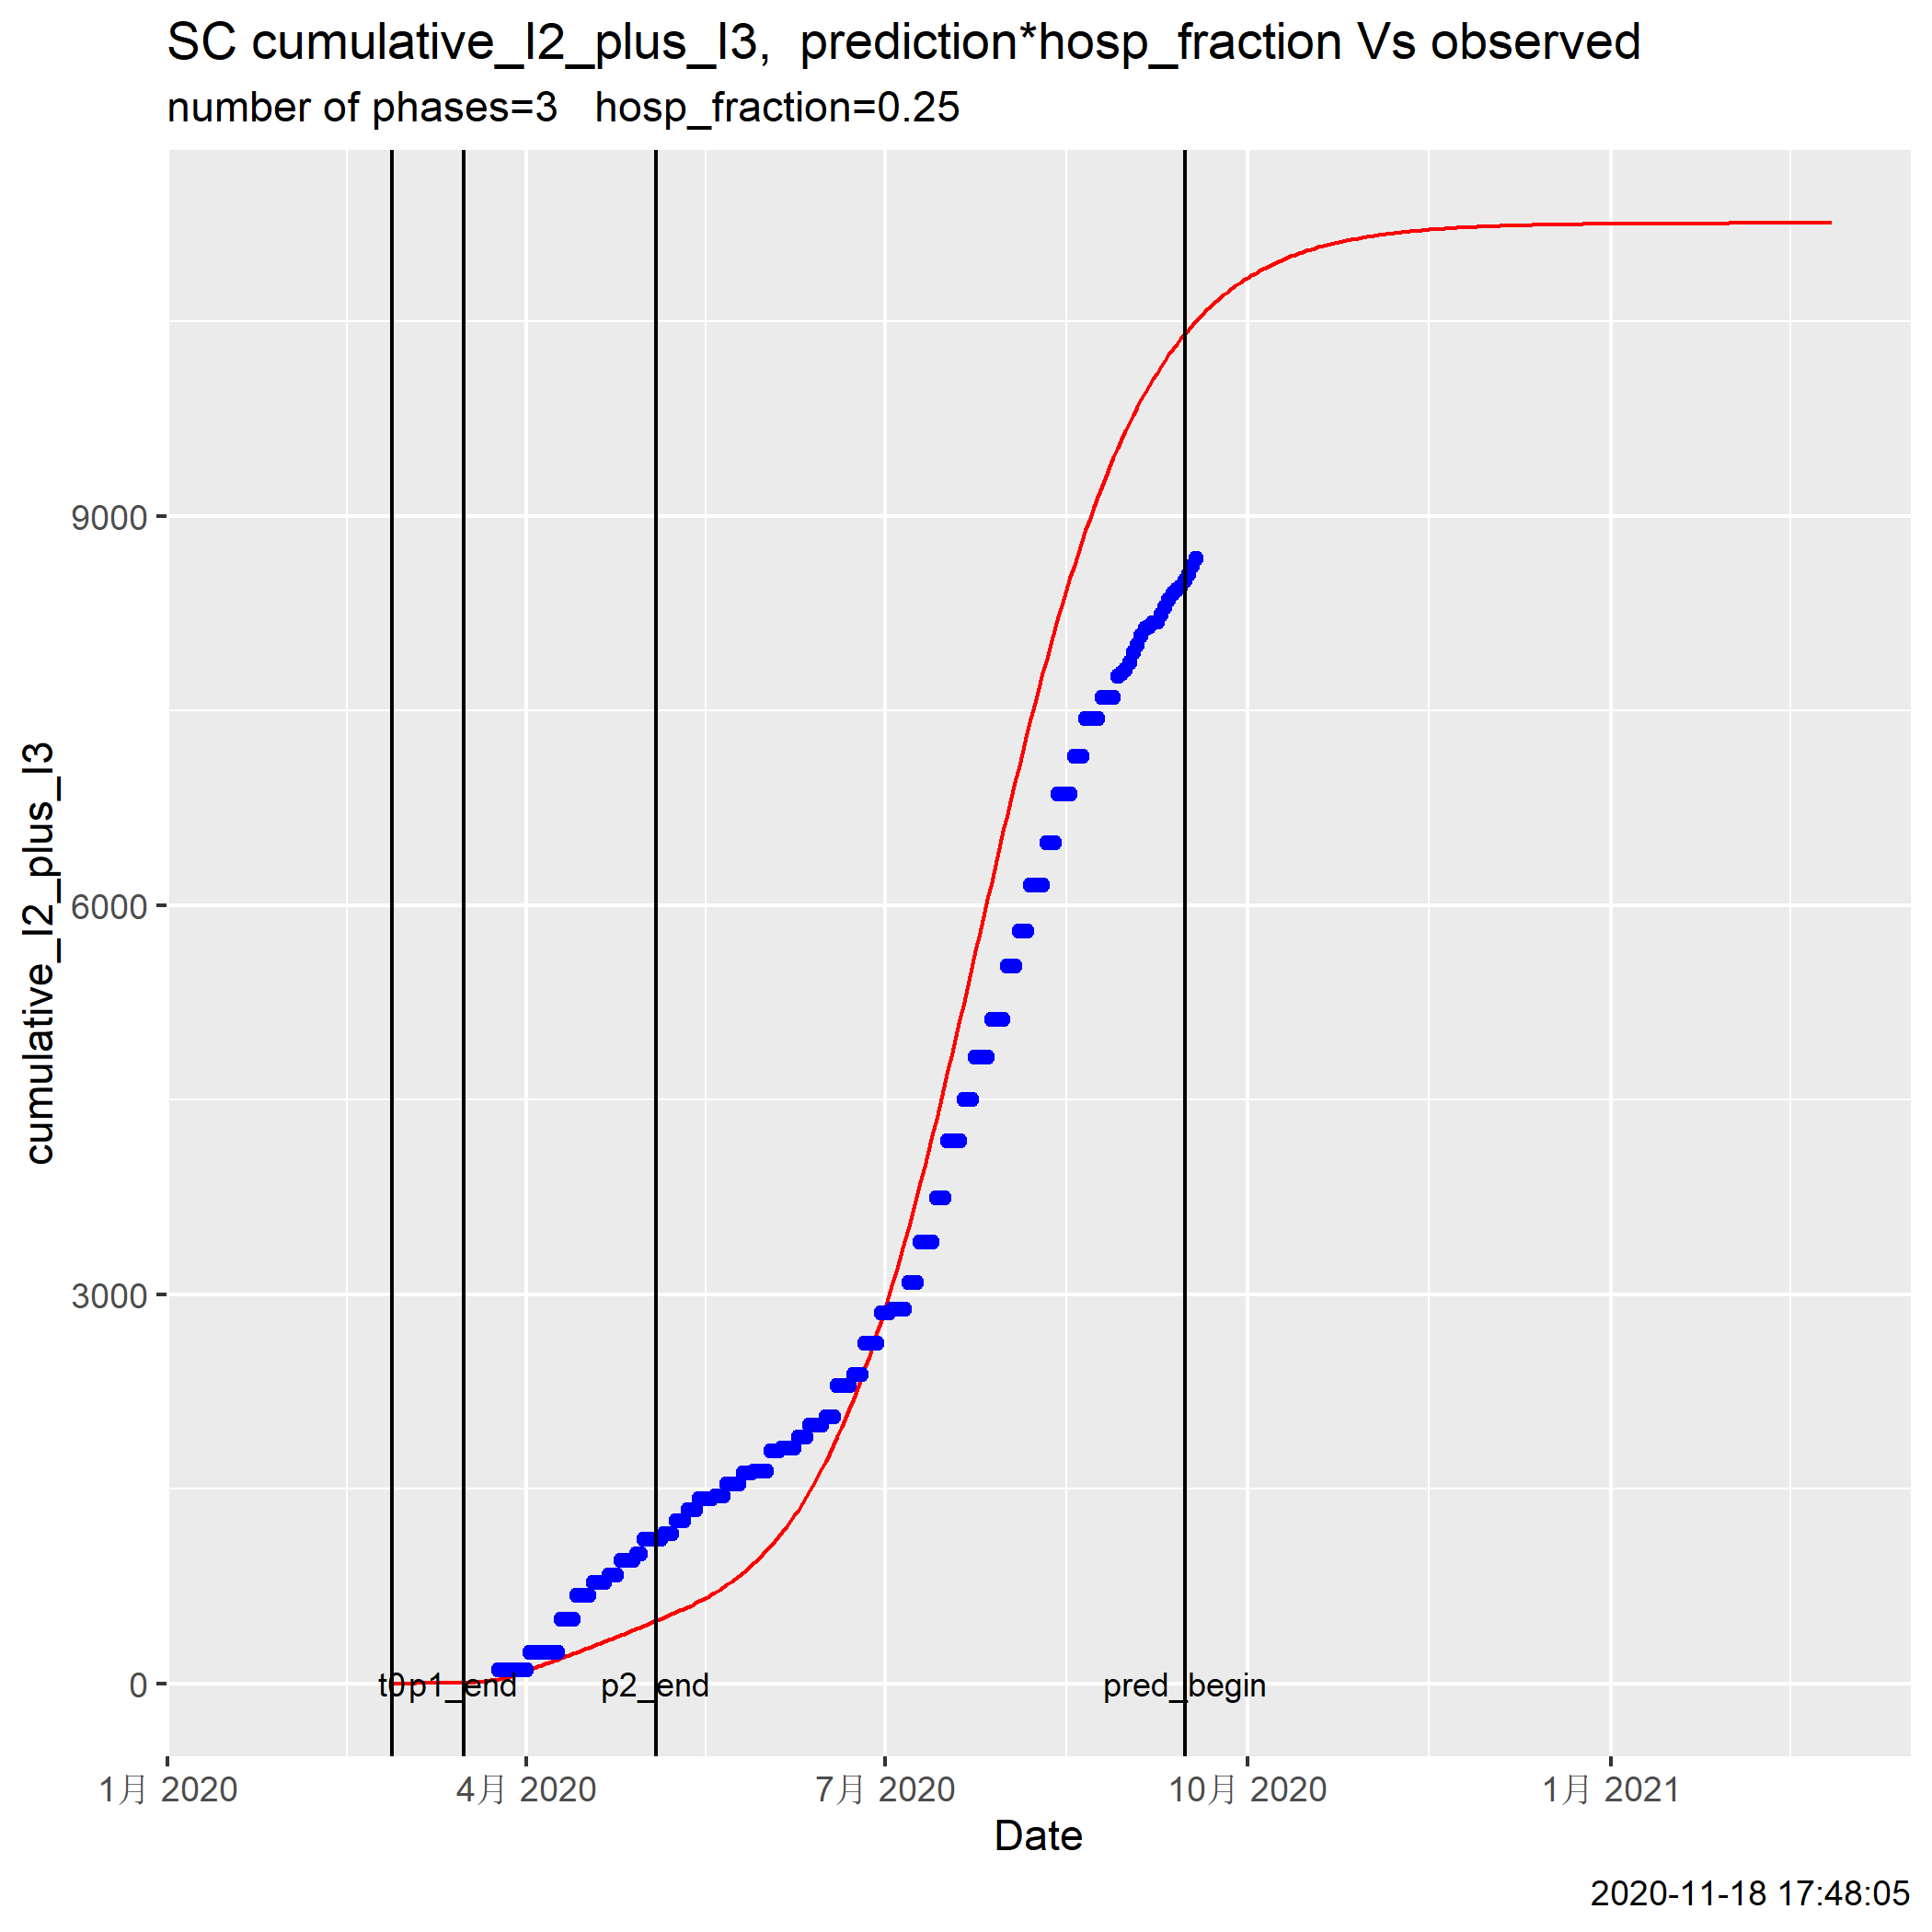 SC cumulative_I2_plus_I3,  prediction*hosp_fraction Vs observed
number of phases=3   hosp_fraction=0.25
cumulative_I2_plus_I3
9000
6000
3000
0
t0
p1_end
p2_end
pred_begin
1月 2020
4月 2020
7月 2020
10月 2020
1月 2021
Date
2020-11-18 17:48:05